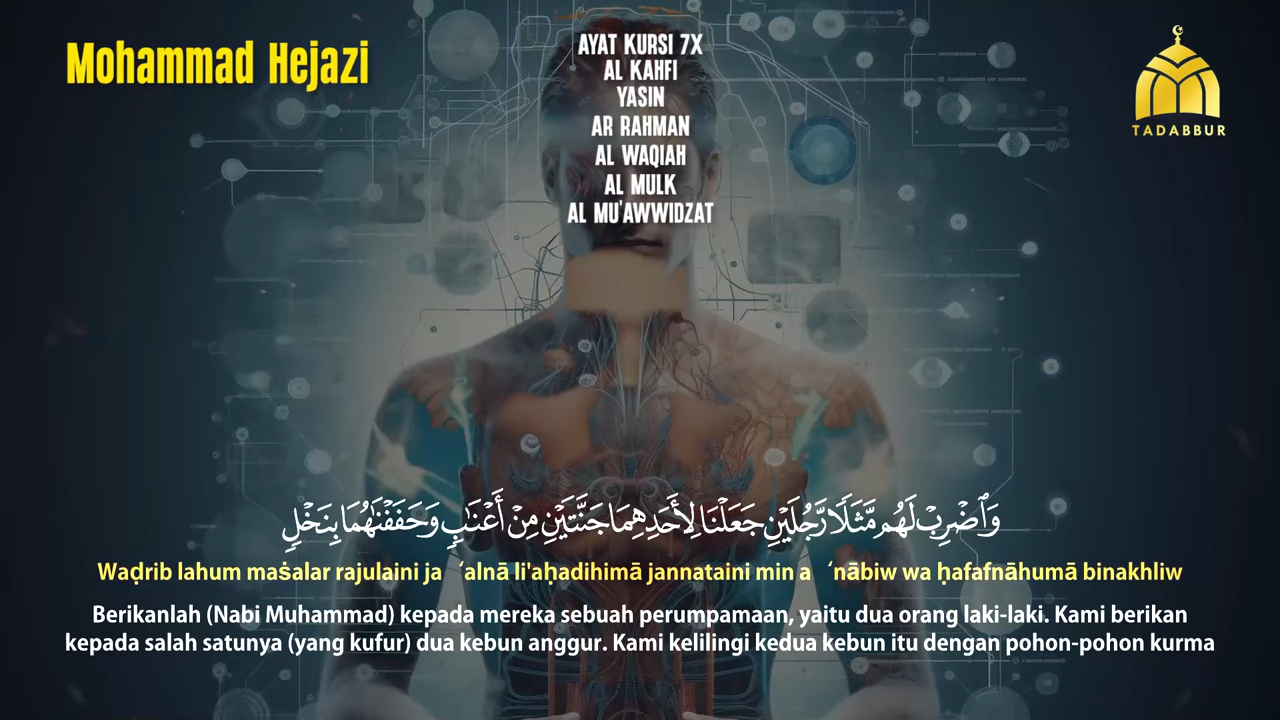 Mohammad Hejazi
AYAT KURSI 7X
AL KAHFI
YASIN
AR RAHMAN
AL WAQIAH
AL MULK
AL MU'AWWIDZAT
TADABBUR
وَٱضْرِبْ لَهُم مَّثَلًا رَّجُلَيْنِ جَعَلْنَا لِأَحَدِهِمَا جَنَّتَيْنِ مِنْ أَعْنَٰبٍ وَحَفَفْنَٰهُمَا بِنَخْلٍ
Waḍrib lahum maṡalar rajulaini ja ‘alnā li'aḥadihimā jannataini min a ‘nābiw wa ḥafafnāhumā binakhliw
Berikanlah (Nabi Muhammad) kepada mereka sebuah perumpamaan, yaitu dua orang laki-laki. Kami berikan
kepada salah satunya (yang kufur) dua kebun anggur. Kami kelilingi kedua kebun itu dengan pohon-pohon kurma